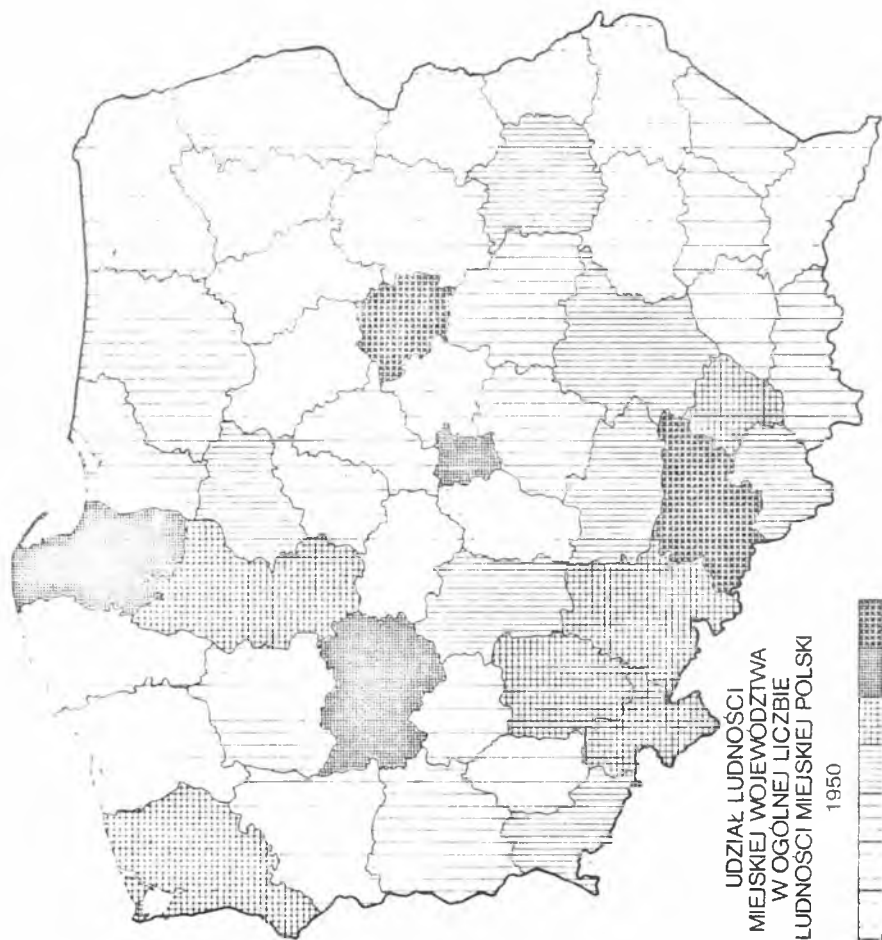 UDZIAŁ LUDNOŚCI
MIEJSKIEJ WOJEWÓDZTWA
W OGÓLNEJ LICZBIE
LUDNOŚCI MIEJSKIEJ POLSKI
1950